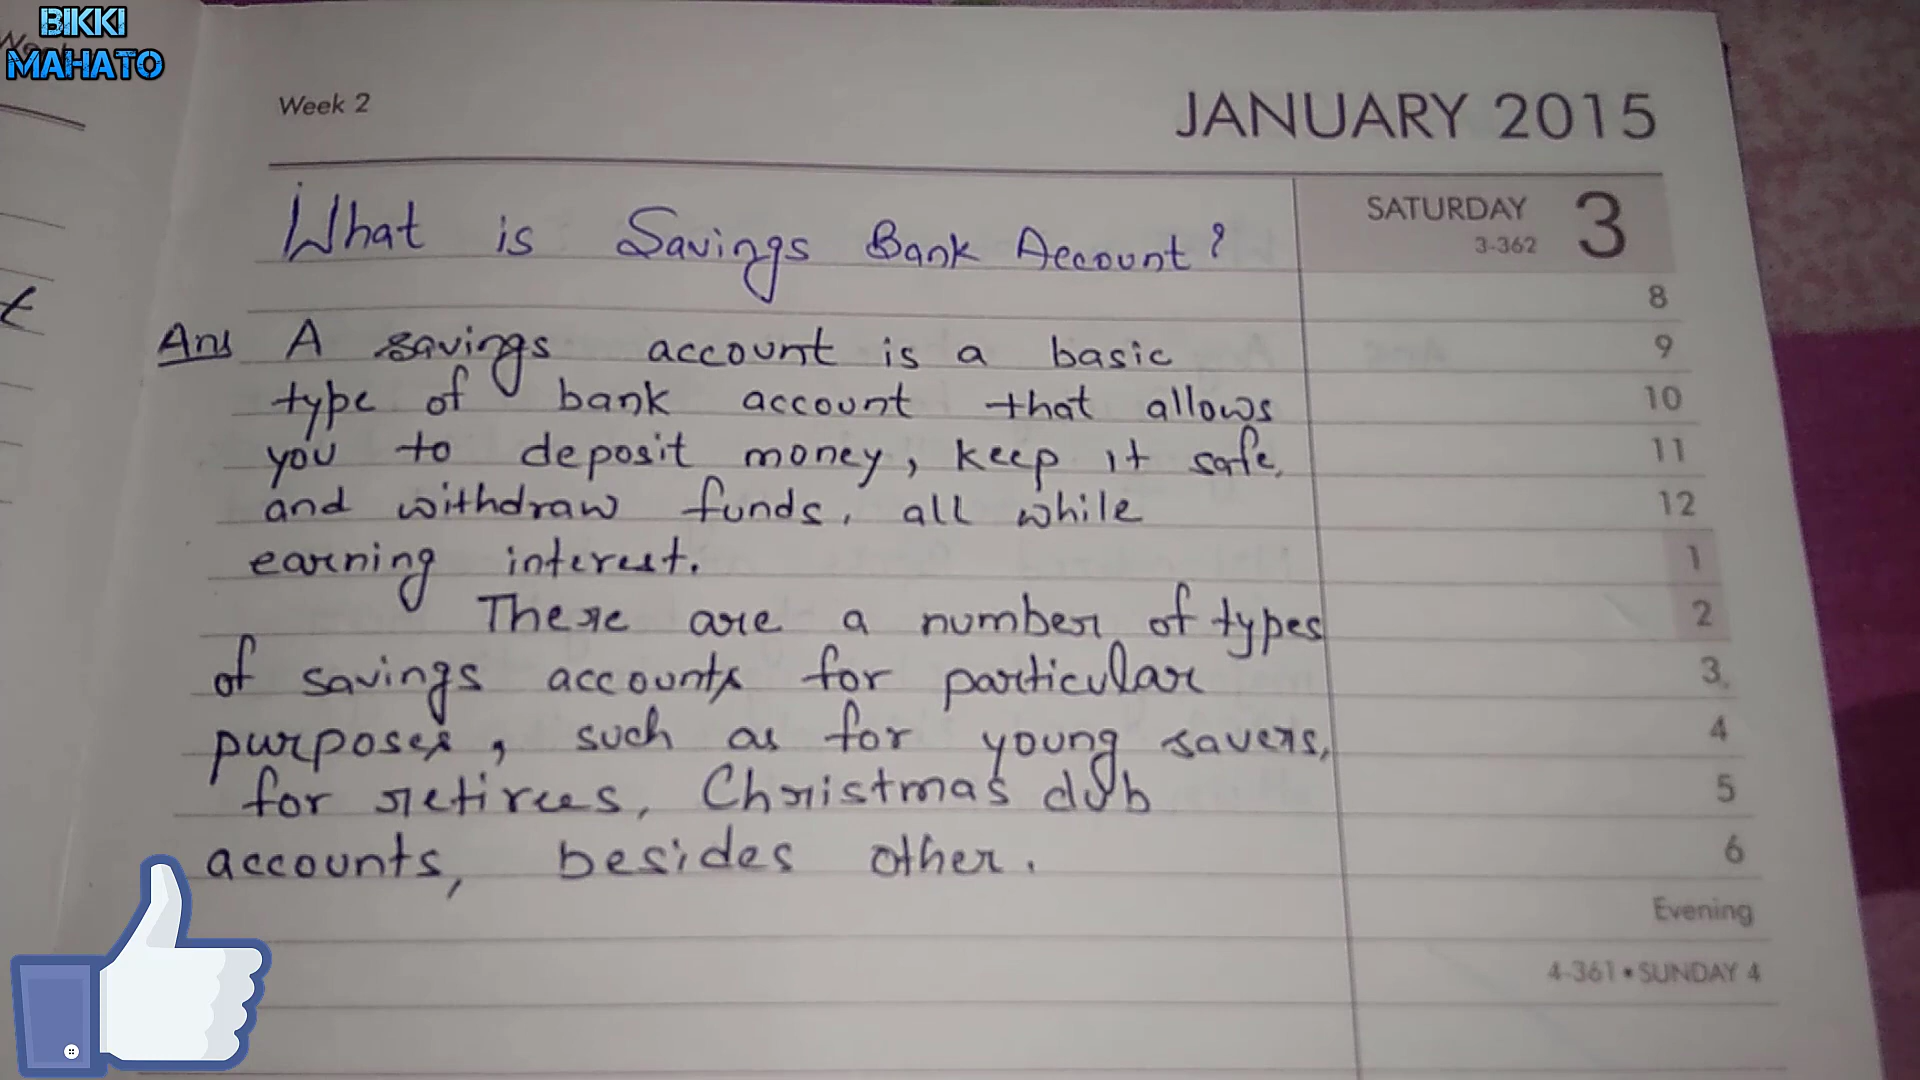 BIKKI
MAHATO
Week 2
JANUARY 2015
SATURDAY 3
3-362
What is Savings Bank Account?
Ans A savings account is a basic
type of bank account that allows
you to deposit money, keep it safe,
and withdraw funds, all while
earning interest.
There are a number of types
of savings accounts for particular
purposes, such as for young savers,
for retirees, Christmas club
accounts, besides other.
8
9
10
11
12
1
2
3
4
5
6
Evening
4-361 • SUNDAY 4